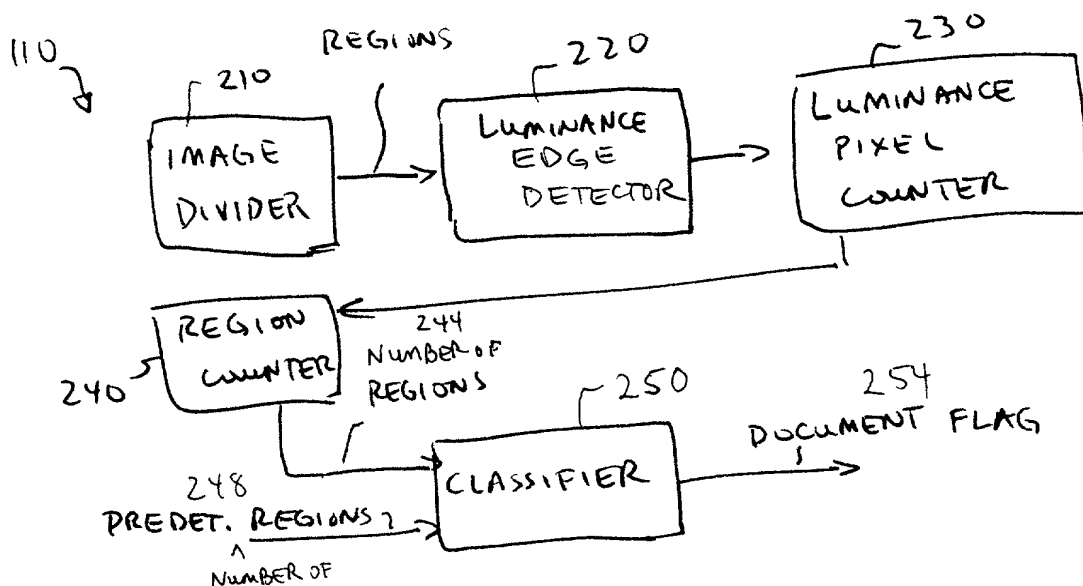 110
REGIONS
210
220
230
IMAGE
DIVIDER
LUMINANCE
EDGE
DETECTOR
LUMINANCE
PIXEL
COUNTER
REGION
COUNTER
240
244
NUMBER OF
REGIONS
250
CLASSIFIER
254
DOCUMENT FLAG
248
PREDET. REGIONS
^
NUMBER OF